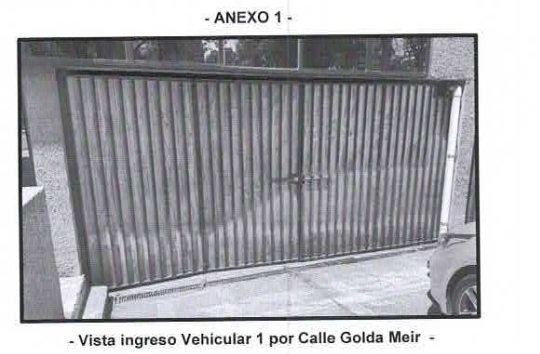 - ANEXO 1 -
- Vista ingreso Vehicular 1 por Calle Golda Meir -